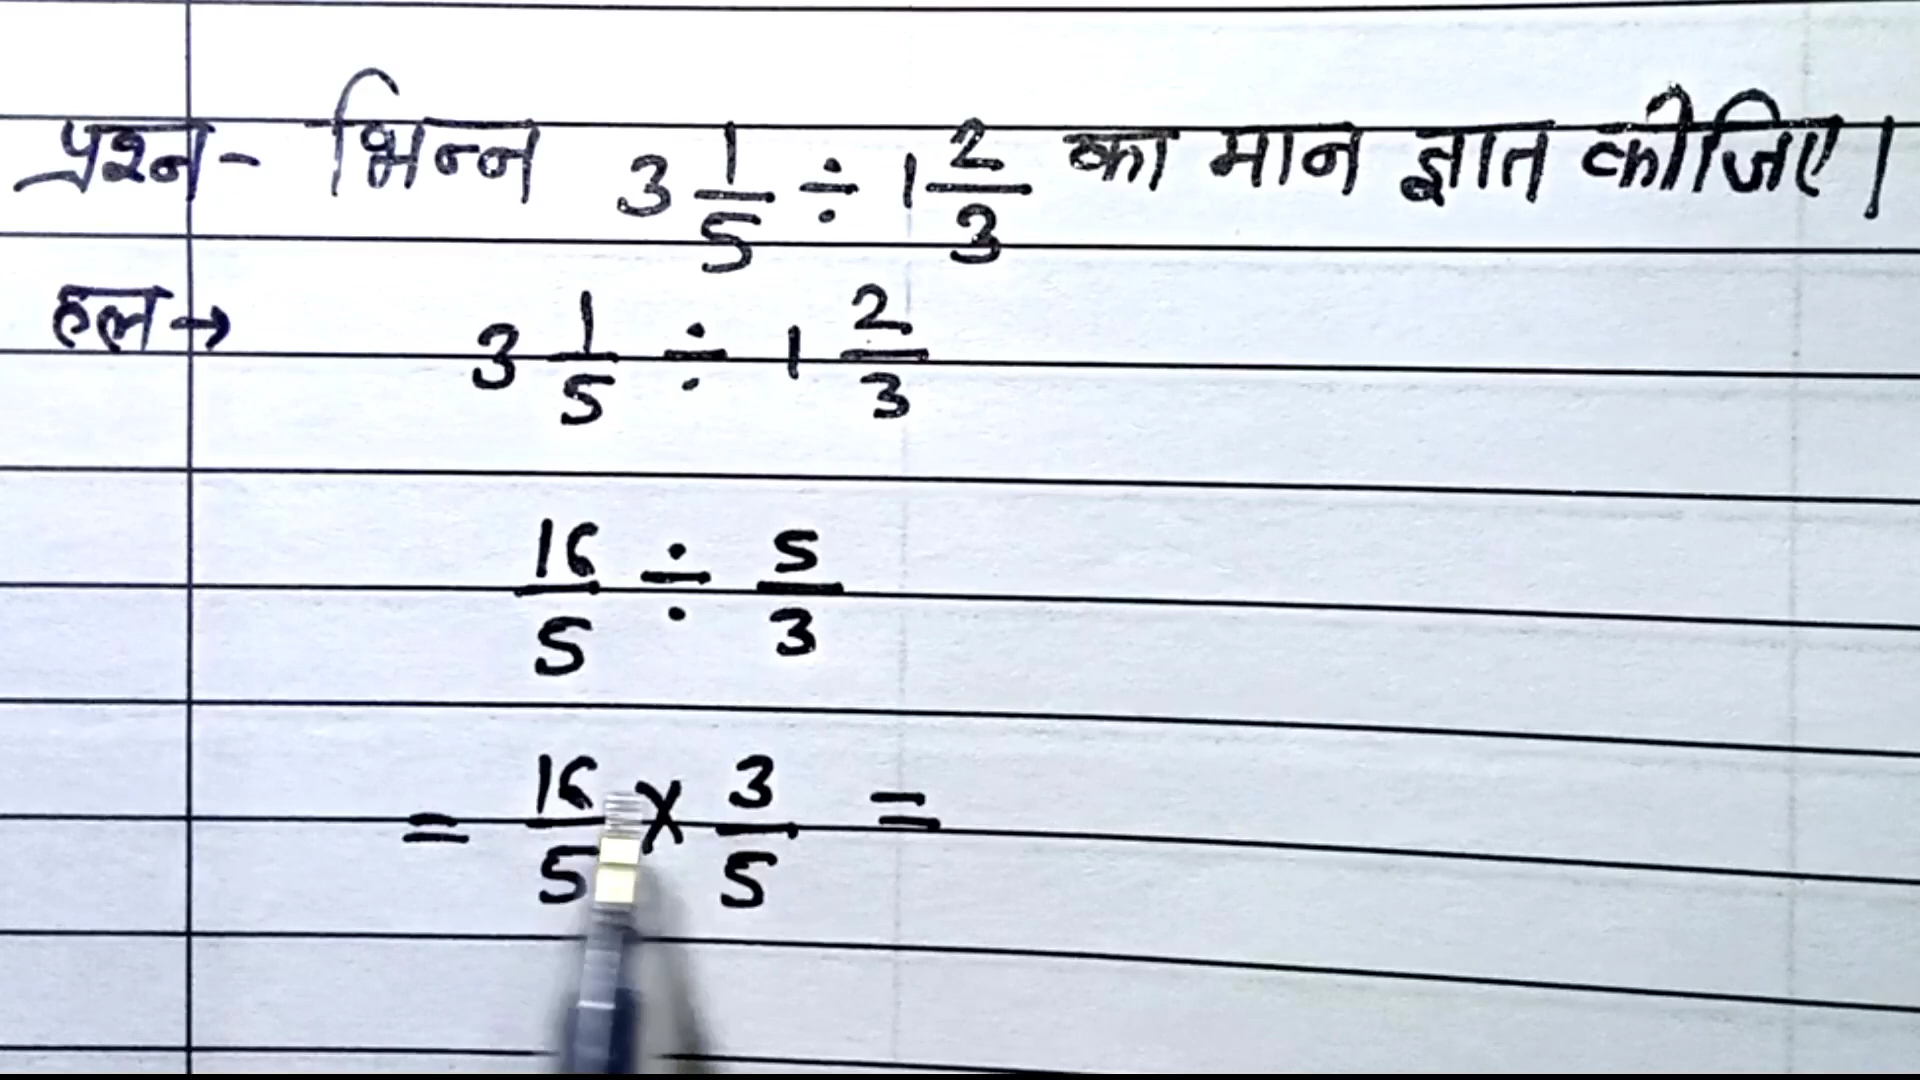 प्रश्न- भिन्न 3 1/5 ÷ 1 2/3 का मान ज्ञात कीजिए।
हल→ 3 1/5 ÷ 1 2/3
16/5 ÷ 5/3
= 16/5 × 3/5 =